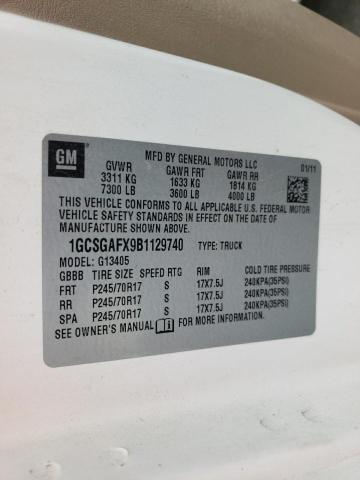 GM
MFD BY GENERAL MOTORS LLC 01/11
GVWR GAWR FRT GAWR RR
3311 KG 1633 KG 1814 KG
7300 LB 3600 LB 4000 LB
THIS VEHICLE CONFORMS TO ALL APPLICABLE U.S. FEDERAL MOTOR
VEHICLE SAFETY STANDARDS IN EFFECT ON THE DATE OF
MANUFACTURE SHOWN ABOVE.
1GCSGAFX9B1129740 TYPE: TRUCK
MODEL: G13405
GBBB TIRE SIZE SPEED RTG RIM COLD TIRE PRESSURE
FRT P245/70R17 S 17X7.5J 240KPA(35PSI)
RR P245/70R17 S 17X7.5J 240KPA(35PSI)
SPA P245/70R17 S 17X7.5J 240KPA(35PSI)
SEE OWNER'S MANUAL FOR MORE INFORMATION.